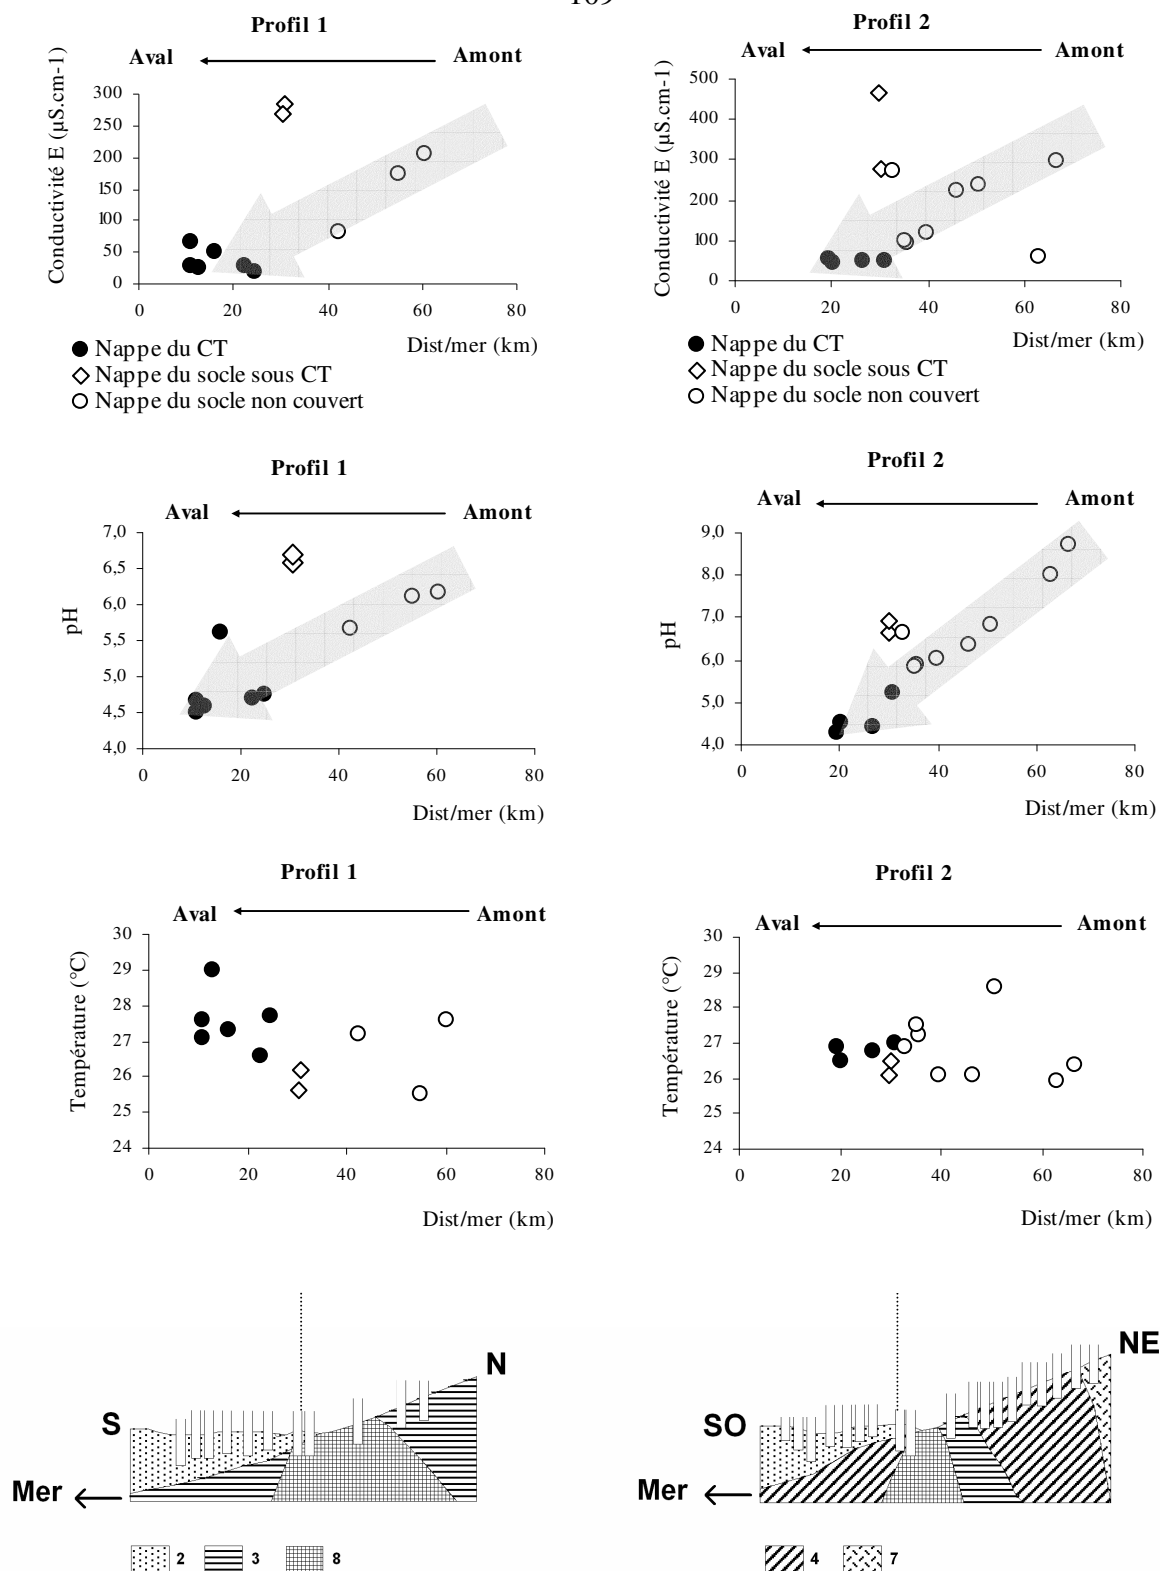 109
Profil 1
Aval
Amont
Conductivité E (µS.cm-1)
300
250
200
150
100
50
0
0 20 40 60 80
Dist/mer (km)
Nappe du CT
Nappe du socle sous CT
Nappe du socle non couvert
Profil 2
Aval
Amont
Conductivité E (µS.cm-1)
500
400
300
200
100
0
0 20 40 60 80
Dist/mer (km)
Nappe du CT
Nappe du socle sous CT
Nappe du socle non couvert
Profil 1
Aval
Amont
pH
7,0
6,5
6,0
5,5
5,0
4,5
4,0
0 20 40 60 80
Dist/mer (km)
Profil 2
Aval
Amont
pH
9,0
8,0
7,0
6,0
5,0
4,0
0 20 40 60 80
Dist/mer (km)
Profil 1
Aval
Amont
Température (°C)
30
29
28
27
26
25
24
0 20 40 60 80
Dist/mer (km)
Profil 2
Aval
Amont
Température (°C)
30
29
28
27
26
25
24
0 20 40 60 80
Dist/mer (km)
N
S
Mer
2 3 8
NE
SO
Mer
4 7